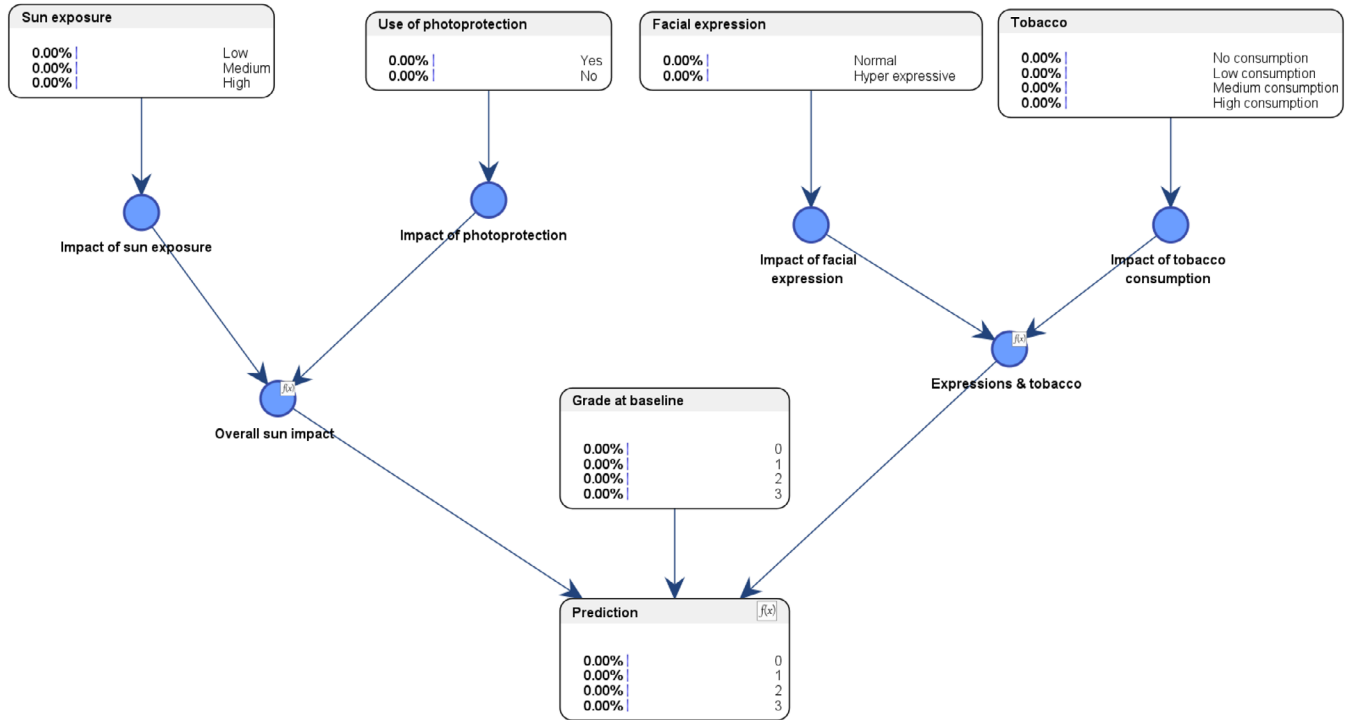 Sun exposure
0.00% Low
0.00% Medium
0.00% High
Use of photoprotection
0.00% Yes
0.00% No
Facial expression
0.00% Normal
0.00% Hyper expressive
Tobacco
0.00% No consumption
0.00% Low consumption
0.00% Medium consumption
0.00% High consumption
Impact of sun exposure
Impact of photoprotection
Impact of facial
expression
Impact of tobacco
consumption
f(x)
Overall sun impact
f(x)
Expressions & tobacco
Grade at baseline
0.00% 0
0.00% 1
0.00% 2
0.00% 3
Prediction f(x)
0.00% 0
0.00% 1
0.00% 2
0.00% 3